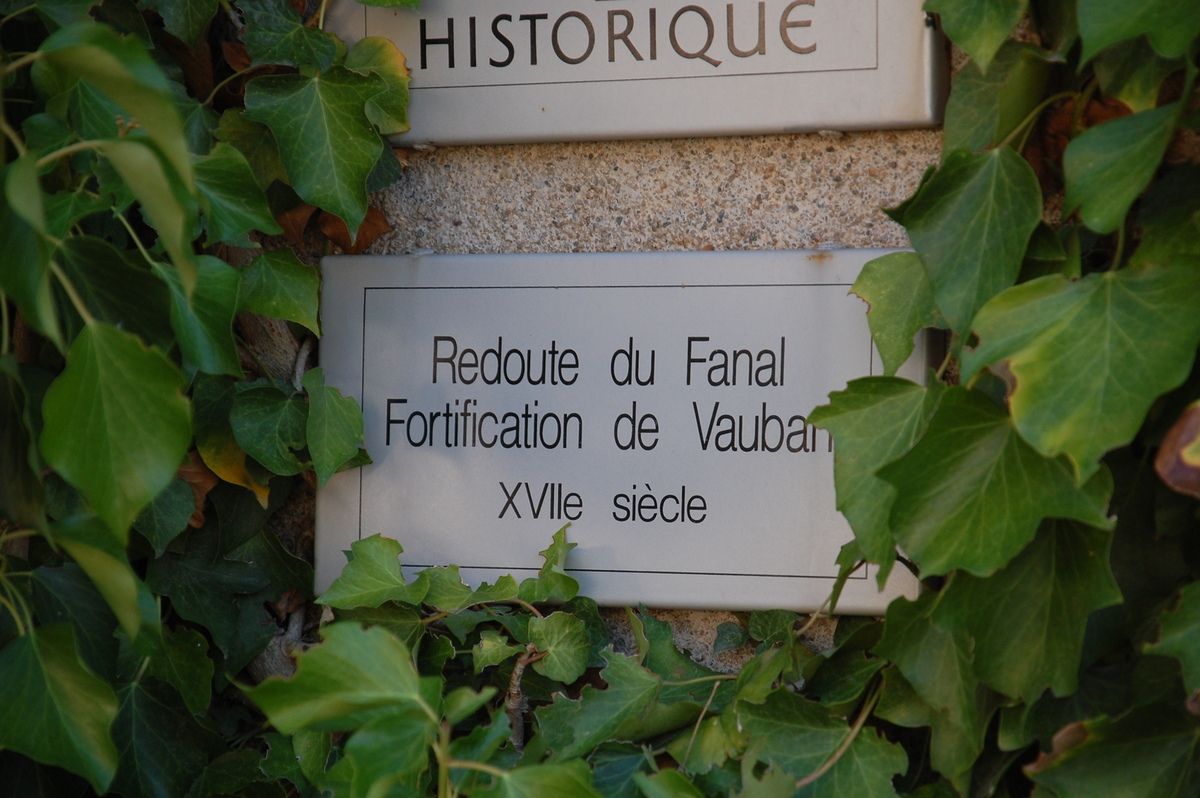 HISTORIQUE
Redoute du Fanal
Fortification de Vauban
XVIIe siècle